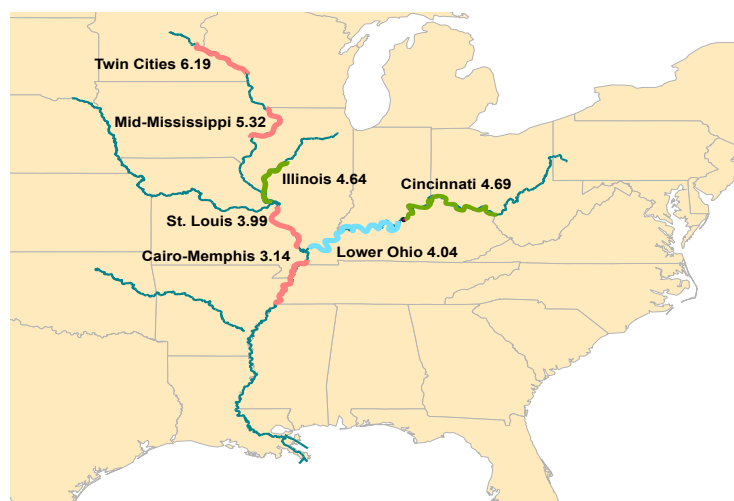 Twin Cities 6.19
Mid-Mississippi 5.32
Illinois 4.64
Cincinnati 4.69
St. Louis 3.99
Cairo-Memphis 3.14
Lower Ohio 4.04